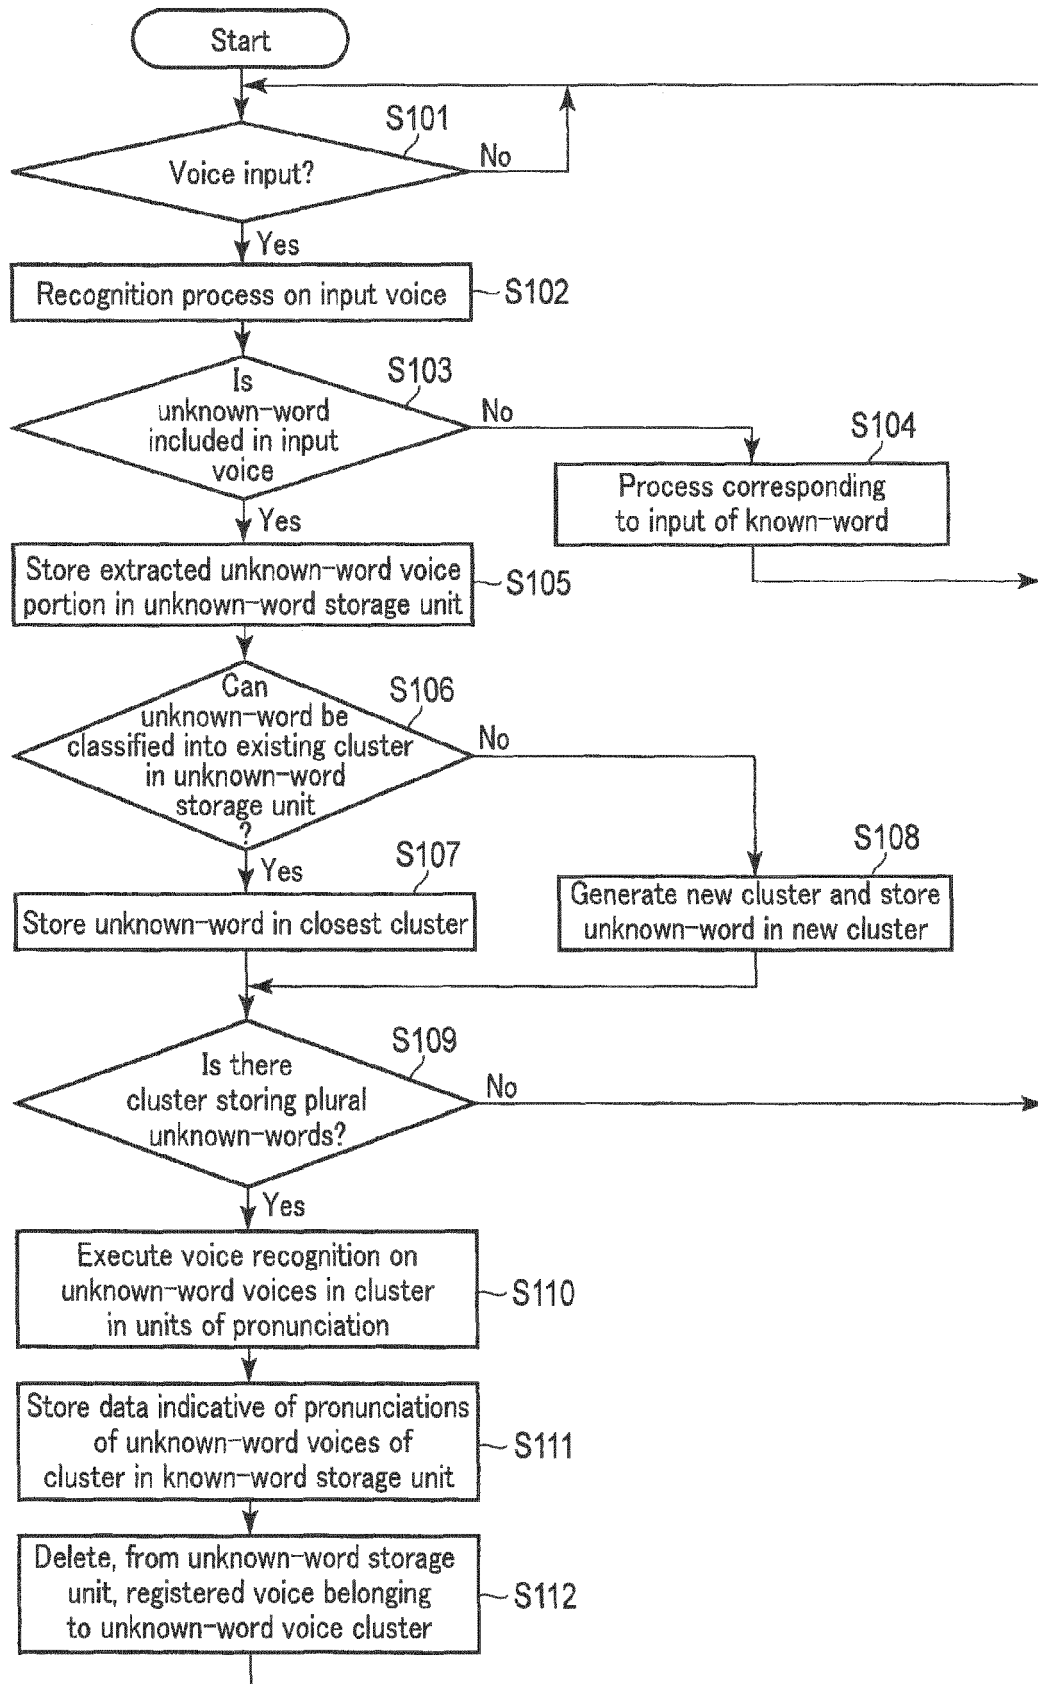 Start
S101
Voice input?
No
Yes
Recognition process on input voice
S102
S103
Is
unknown-word
included in input
voice
No
Yes
S104
Process corresponding
to input of known-word
Store extracted unknown-word voice
portion in unknown-word storage unit
S105
S106
Can
unknown-word be
classified into existing cluster
in unknown-word
storage unit
?
No
Yes
S107
Store unknown-word in closest cluster
S108
Generate new cluster and store
unknown-word in new cluster
S109
Is there
cluster storing plural
unknown-words?
No
Yes
Execute voice recognition on
unknown-word voices in cluster
in units of pronunciation
S110
Store data indicative of pronunciations
of unknown-word voices of
cluster in known-word storage unit
S111
Delete, from unknown-word storage
unit, registered voice belonging
to unknown-word voice cluster
S112